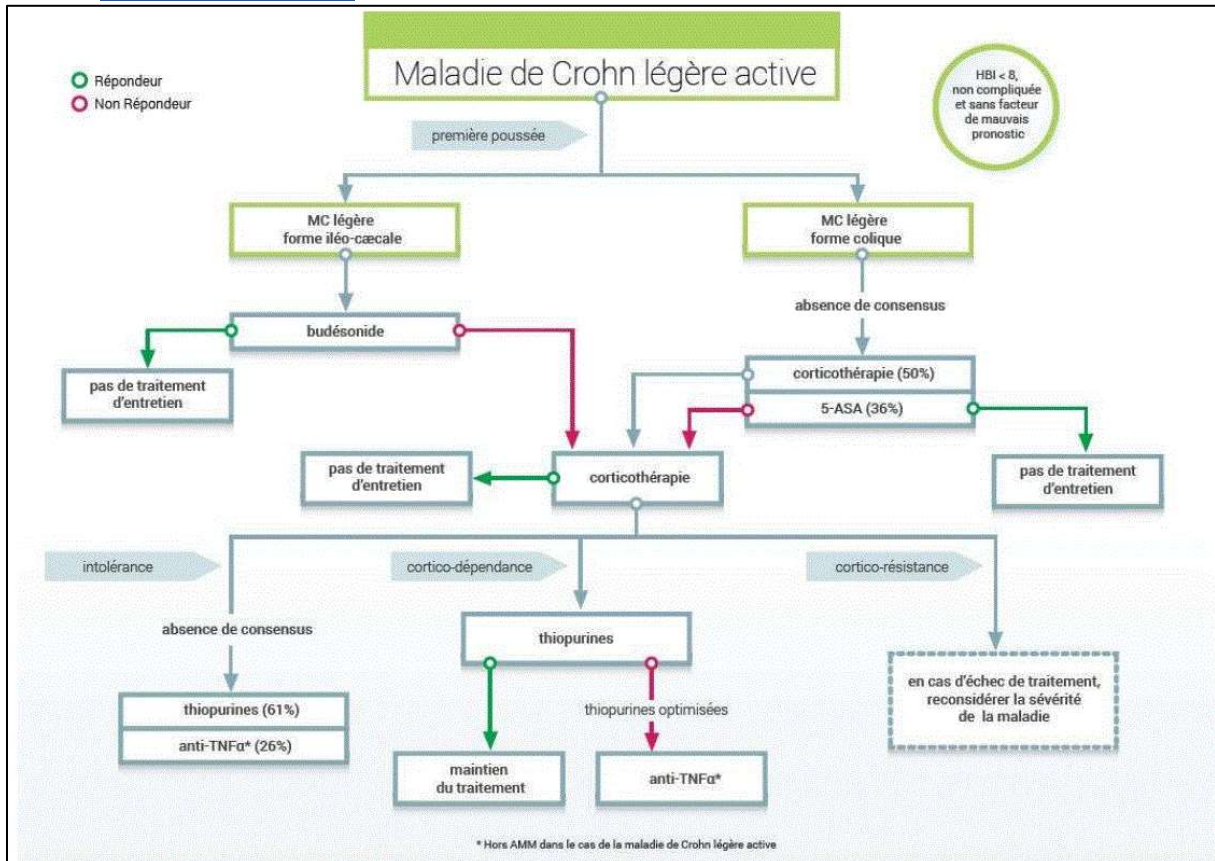 Maladie de Crohn légère active
Répondeur
Non Répondeur
HBI < 8,
non compliquée
et sans facteur
de mauvais
pronostic
première poussée
MC légère
forme iléo-cæcale
MC légère
forme colique
absence de consensus
budésonide
pas de traitement
d'entretien
corticothérapie (50%)
5-ASA (36%)
pas de traitement
d'entretien
corticothérapie
pas de traitement
d'entretien
intolérance
cortico-dépendance
cortico-résistance
absence de consensus
thiopurines
en cas d'échec de traitement,
reconsidérer la sévérité
de la maladie
thiopurines (61%)
anti-TNFα* (26%)
thiopurines optimisées
maintien
du traitement
anti-TNFα*
* Hors AMM dans le cas de la maladie de Crohn légère active